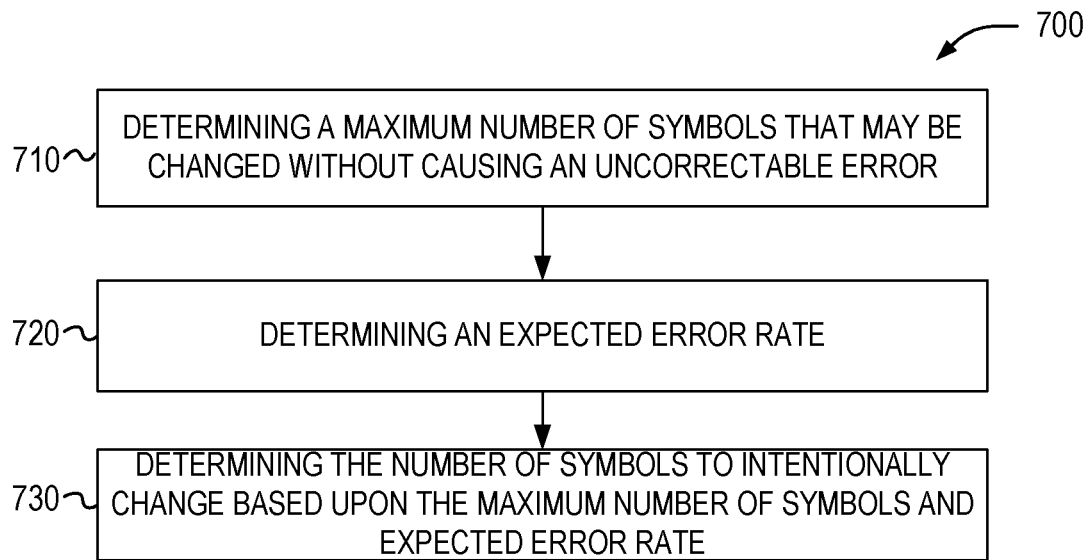 700
DETERMINING A MAXIMUM NUMBER OF SYMBOLS THAT MAY BE
710
CHANGED WITHOUT CAUSING AN UNCORRECTABLE ERROR
720
DETERMINING AN EXPECTED ERROR RATE
DETERMINING THE NUMBER OF SYMBOLS TO INTENTIONALLY
730
CHANGE BASED UPON THE MAXIMUM NUMBER OF SYMBOLS AND
EXPECTED ERROR RATE